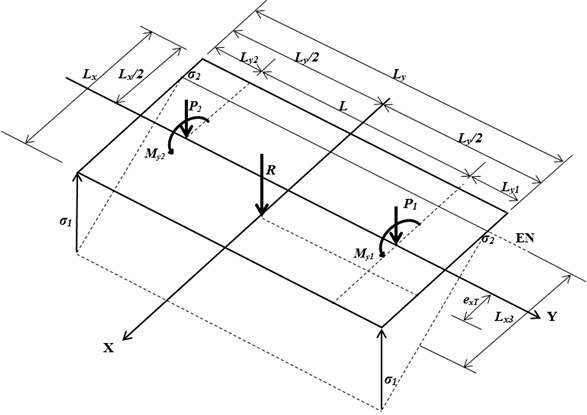 Ly
Ly2
Ly/2
Lx
Lx/2
σ2
L
P2
Ly/2
My2
R
Ly1
P1
σ1
My1
σ2
EN
exT
Y
Lx3
X
σ1